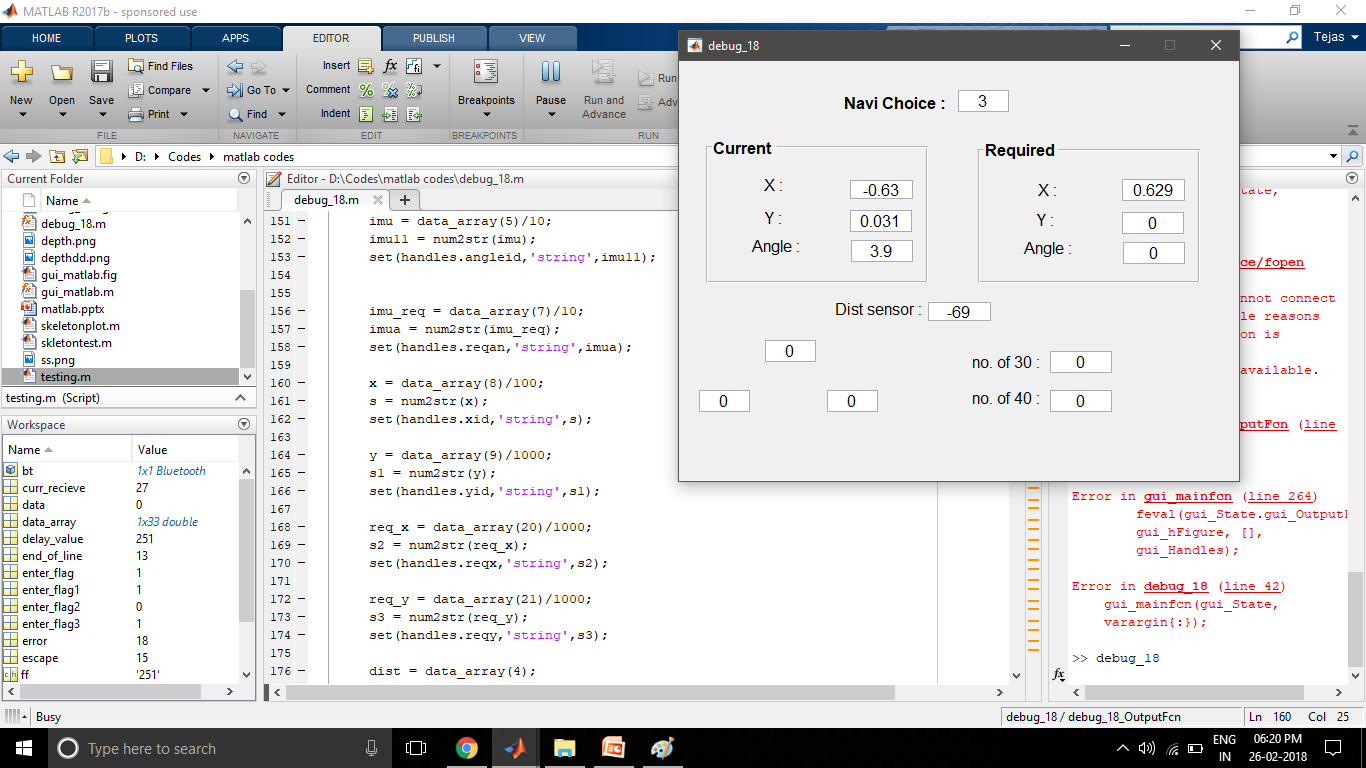 MATLAB R2017b - sponsored use
HOME PLOTS APPS EDITOR PUBLISH VIEW Tejas
New Open Save Find Files Compare Print
Go To Find
Insert fx Comment Indent
Breakpoints Pause Run and Advance Run
FILE NAVIGATE EDIT BREAKPOINTS RUN
D: Codes matlab codes
Current Folder
Name
debug_18.m
depth.png
depthdd.png
gui_matlab.fig
gui_matlab.m
matlab.pptx
skeletonplot.m
skletontest.m
ss.png
testing.m
testing.m (Script)
Workspace
Name Value
bt 1x1 Bluetooth
curr_recieve 27
data 0
data_array 1x33 double
delay_value 251
end_of_line 13
enter_flag 1
enter_flag1 1
enter_flag2 0
enter_flag3 1
error 18
escape 15
ff '251'
Editor - D:\Codes\matlab codes\debug_18.m
debug_18.m
151 imu = data_array(5)/10;
152 imu11 = num2str(imu);
153 set(handles.angleid,'string',imu11);
154
155
156 imu_req = data_array(7)/10;
157 imua = num2str(imu_req);
158 set(handles.reqan,'string',imua);
159
160 x = data_array(8)/100;
161 s = num2str(x);
162 set(handles.xid,'string',s);
163
164 y = data_array(9)/1000;
165 s1 = num2str(y);
166 set(handles.yid,'string',s1);
167
168 req_x = data_array(20)/1000;
169 s2 = num2str(req_x);
170 set(handles.reqx,'string',s2);
171
172 req_y = data_array(21)/1000;
173 s3 = num2str(req_y);
174 set(handles.reqy,'string',s3);
175
176 dist = data_array(4);
debug_18
Navi Choice : 3
Current
X : -0.63
Y : 0.031
Angle : 3.9
Required
X : 0.629
Y : 0
Angle : 0
Dist sensor : -69
0
0 0
no. of 30 : 0
no. of 40 : 0
ce/fopen
nnot connect
le reasons
on is
available.
putFcn (line
Error in gui_mainfcn (line 264)
feval(gui_State.gui_Output
gui_hFigure, [],
gui_Handles);
Error in debug_18 (line 42)
gui_mainfcn(gui_State,
varargin{:});
>> debug_18
fx
Busy
debug_18 / debug_18_OutputFcn Ln 160 Col 25
Type here to search
ENG
IN
06:20 PM
26-02-2018